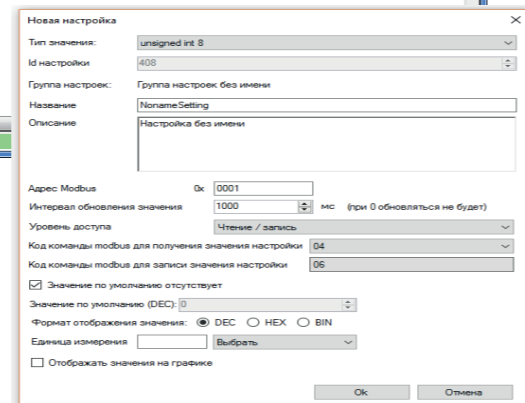 Новая настройка
Тип значения: unsigned int 8
Id настройки 408
Группа настроек: Группа настроек без имени
Название NonameSetting
Описание Настройка без имени
Адрес Modbus 0x 0001
Интервал обновления значения 1000 мс (при 0 обновляться не будет)
Уровень доступа Чтение / запись
Код команды modbus для получения значения настройки 04
Код команды modbus для записи значения настройки 06
Значение по умолчанию отсутствует
Значение по умолчанию (DEC): 0
Формат отображения значения: DEC HEX BIN
Единица измерения Выбрать
Отображать значения на графике
Ok Отмена